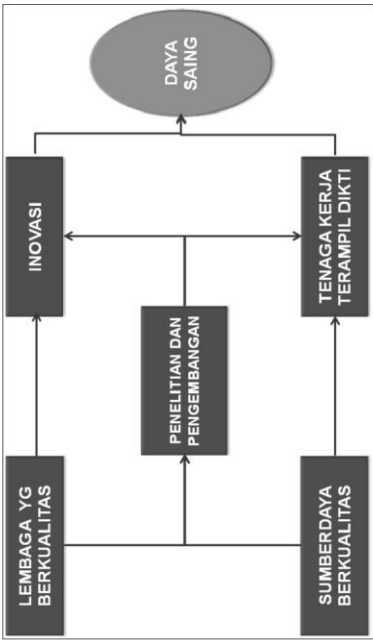 LEMBAGA YG
BERKUALITAS
INOVASI
PENELITIAN DAN
PENGEMBANGAN
DAYA
SAING
SUMBERDAYA
BERKUALITAS
TENAGA KERJA
TERAMPIL DIKTI